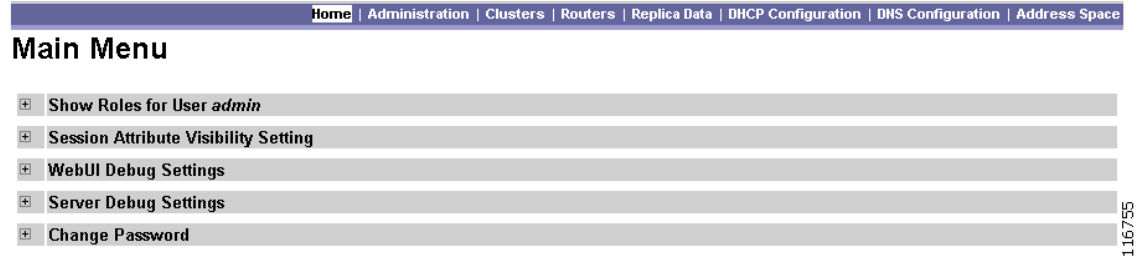 Home | Administration | Clusters | Routers | Replica Data | DHCP Configuration | DNS Configuration | Address Space
Main Menu
Show Roles for User admin
Session Attribute Visibility Setting
WebUI Debug Settings
Server Debug Settings
Change Password
116755